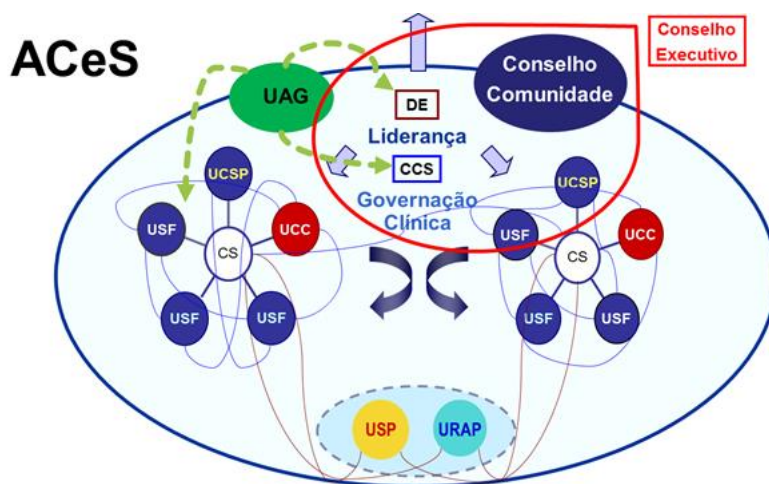 ACeS
Conselho
Executivo
UAG
Conselho
Comunidade
DE
Liderança
CCS
Governação
Clínica
UCSP
USF
UCC
CS
USF
USF
UCSP
USF
UCC
CS
USF
USF
USP
URAP